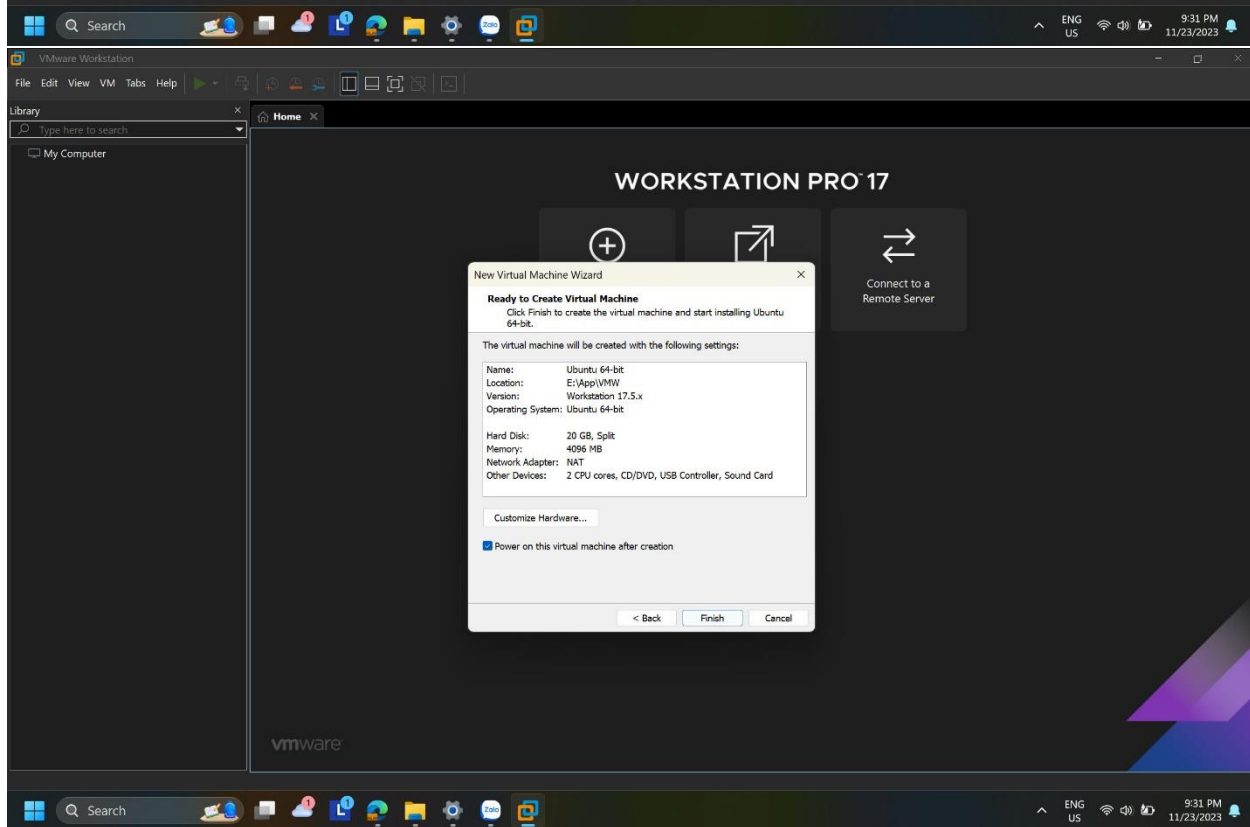 Search
ENG
US
9:31 PM
11/23/2023
VMware Workstation
File Edit View VM Tabs Help
Library
Type here to search
Home
My Computer
WORKSTATION PRO™ 17
Connect to a
Remote Server
New Virtual Machine Wizard
Ready to Create Virtual Machine
Click Finish to create the virtual machine and start installing Ubuntu
64-bit.
The virtual machine will be created with the following settings:
Name: Ubuntu 64-bit
Location: E:\App\VMW
Version: Workstation 17.5.x
Operating System: Ubuntu 64-bit
Hard Disk: 20 GB, Split
Memory: 4096 MB
Network Adapter: NAT
Other Devices: 2 CPU cores, CD/DVD, USB Controller, Sound Card
Customize Hardware...
Power on this virtual machine after creation
< Back Finish Cancel
vmware
Search
ENG
US
9:31 PM
11/23/2023